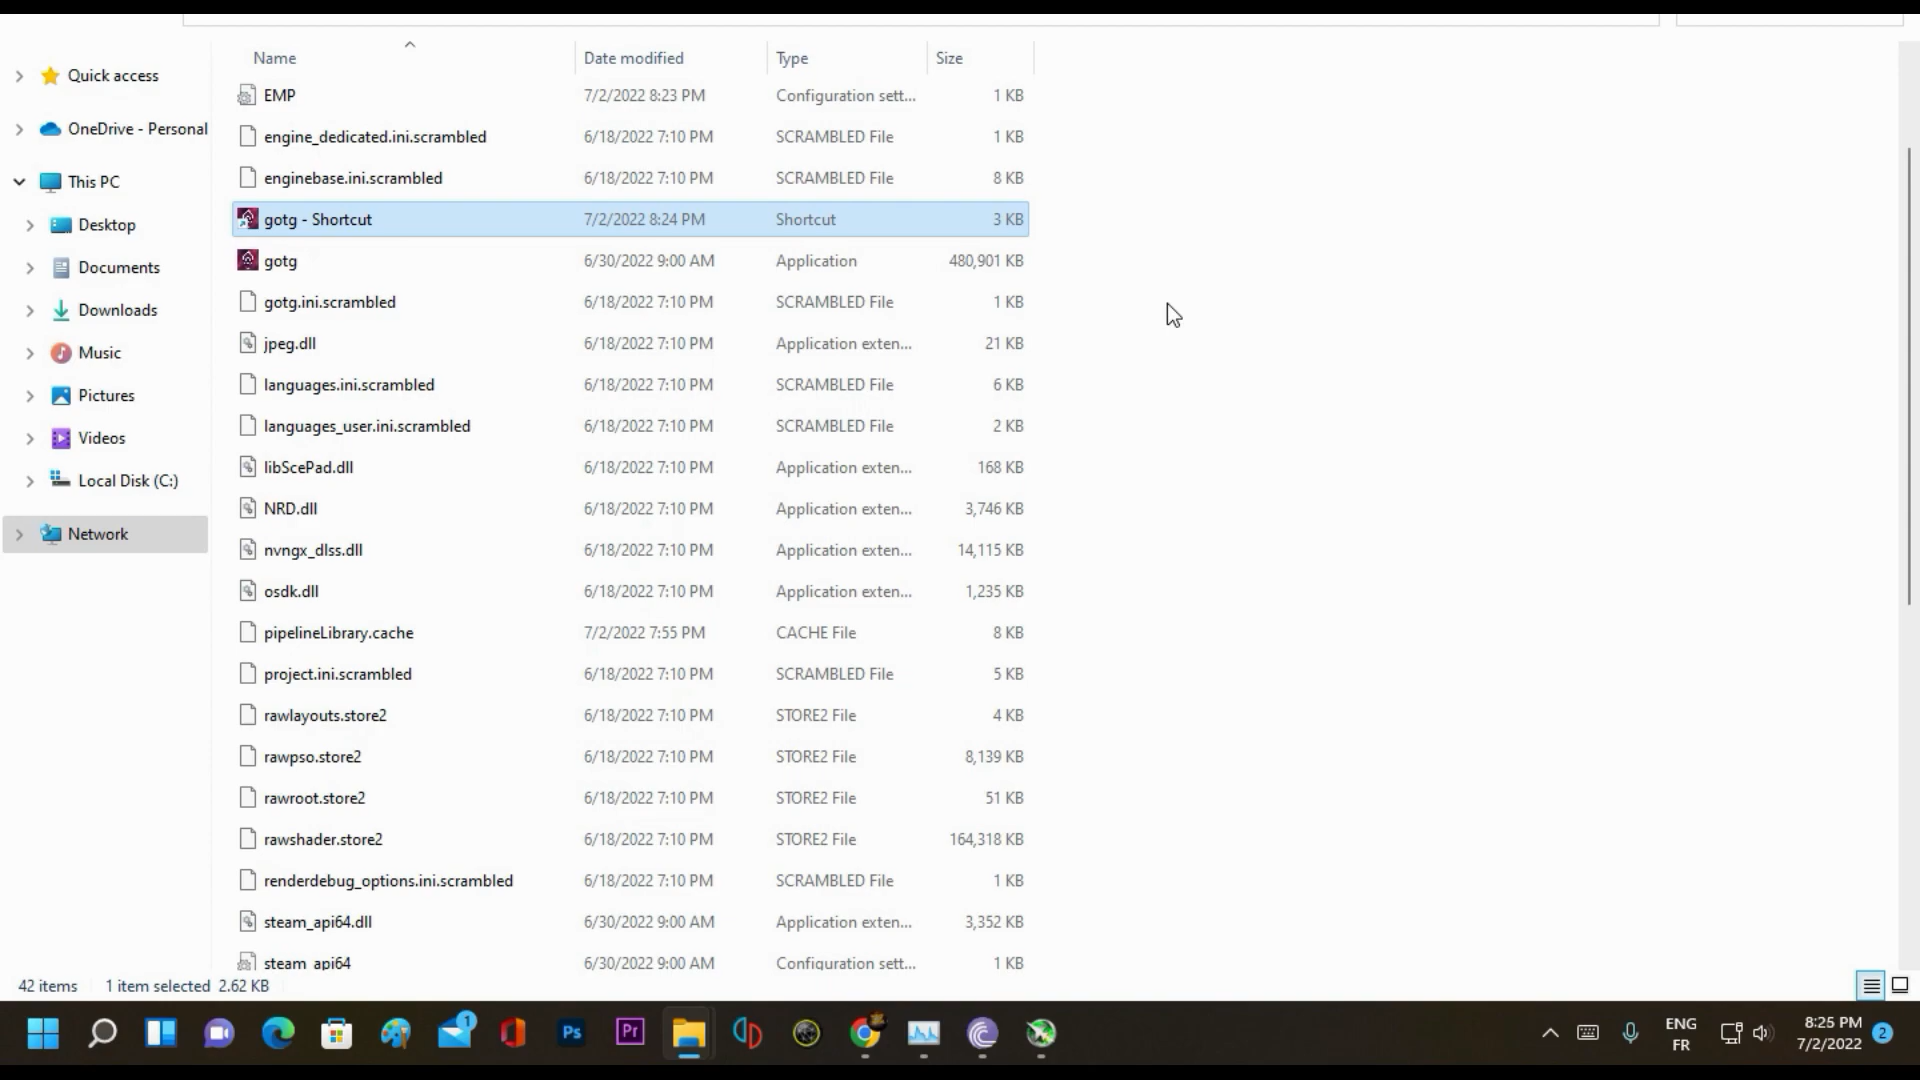 Name Date modified Type Size
Quick access
OneDrive - Personal
This PC
Desktop
Documents
Downloads
Music
Pictures
Videos
Local Disk (C:)
Network
EMP 7/2/2022 8:23 PM Configuration sett... 1 KB
engine_dedicated.ini.scrambled 6/18/2022 7:10 PM SCRAMBLED File 1 KB
enginebase.ini.scrambled 6/18/2022 7:10 PM SCRAMBLED File 8 KB
gotg - Shortcut 7/2/2022 8:24 PM Shortcut 3 KB
gotg 6/30/2022 9:00 AM Application 480,901 KB
gotg.ini.scrambled 6/18/2022 7:10 PM SCRAMBLED File 1 KB
jpeg.dll 6/18/2022 7:10 PM Application exten... 21 KB
languages.ini.scrambled 6/18/2022 7:10 PM SCRAMBLED File 6 KB
languages_user.ini.scrambled 6/18/2022 7:10 PM SCRAMBLED File 2 KB
libScePad.dll 6/18/2022 7:10 PM Application exten... 168 KB
NRD.dll 6/18/2022 7:10 PM Application exten... 3,746 KB
nvngx_dlss.dll 6/18/2022 7:10 PM Application exten... 14,115 KB
osdk.dll 6/18/2022 7:10 PM Application exten... 1,235 KB
pipelineLibrary.cache 7/2/2022 7:55 PM CACHE File 8 KB
project.ini.scrambled 6/18/2022 7:10 PM SCRAMBLED File 5 KB
rawlayouts.store2 6/18/2022 7:10 PM STORE2 File 4 KB
rawpso.store2 6/18/2022 7:10 PM STORE2 File 8,139 KB
rawroot.store2 6/18/2022 7:10 PM STORE2 File 51 KB
rawshader.store2 6/18/2022 7:10 PM STORE2 File 164,318 KB
renderdebug_options.ini.scrambled 6/18/2022 7:10 PM SCRAMBLED File 1 KB
steam_api64.dll 6/30/2022 9:00 AM Application exten... 3,352 KB
steam_api64 6/30/2022 9:00 AM Configuration sett... 1 KB
42 items 1 item selected 2.62 KB
1
Ps
Pr
ENG
FR
8:25 PM
7/2/2022
2